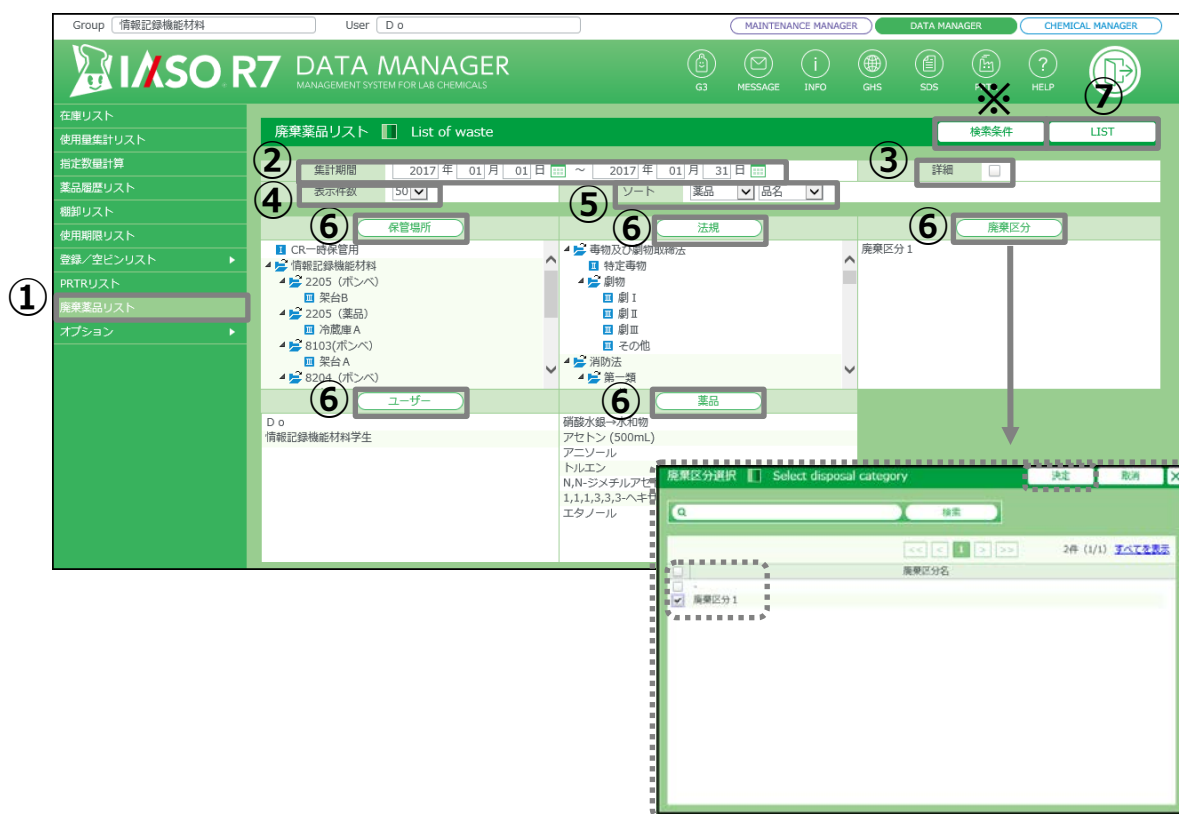 Group 情報記録機能材料 User D o MAINTENANCE MANAGER DATA MANAGER CHEMICAL MANAGER
IASO R7 DATA MANAGER
MANAGEMENT SYSTEM FOR LAB CHEMICALS
G3 MESSAGE INFO GHS SDS HELP
※ ⑦
在庫リスト
使用量集計リスト
指定数量計算
薬品履歴リスト
棚卸リスト
使用期限リスト
登録/空ビンリスト
PRTRリスト
① 廃棄薬品リスト
オプション
廃棄薬品リスト List of waste 検索条件 LIST
② 集計期間 2017 年 01 月 01 日 ~ 2017 年 01 月 31 日 ③ 詳細
④ 表示件数 50 ⑤ ソート 薬品 品名
⑥ 保管場所 ⑥ 法規 ⑥ 廃棄区分
CR一時保管用
情報記録機能材料
2205 (ボンベ)
架台B
2205 (薬品)
冷蔵庫A
8103(ボンベ)
架台A
8204 (ボンベ)
毒物及び劇物取締法
特定毒物
劇物
劇Ⅰ
劇Ⅱ
劇Ⅲ
その他
消防法
第一類
廃棄区分1
⑥ ユーザー ⑥ 薬品
D o
情報記録機能材料学生
硝酸水銀一水和物
アセトン (500mL)
アニソール
トルエン
N,N-ジメチルアセ
1,1,1,3,3,3-ヘキサ
エタノール
廃棄区分選択 Select disposal category 決定 取消
検索
<< < 1 > >> 2件 (1/1) すべてを表示
廃棄区分名
-
廃棄区分1